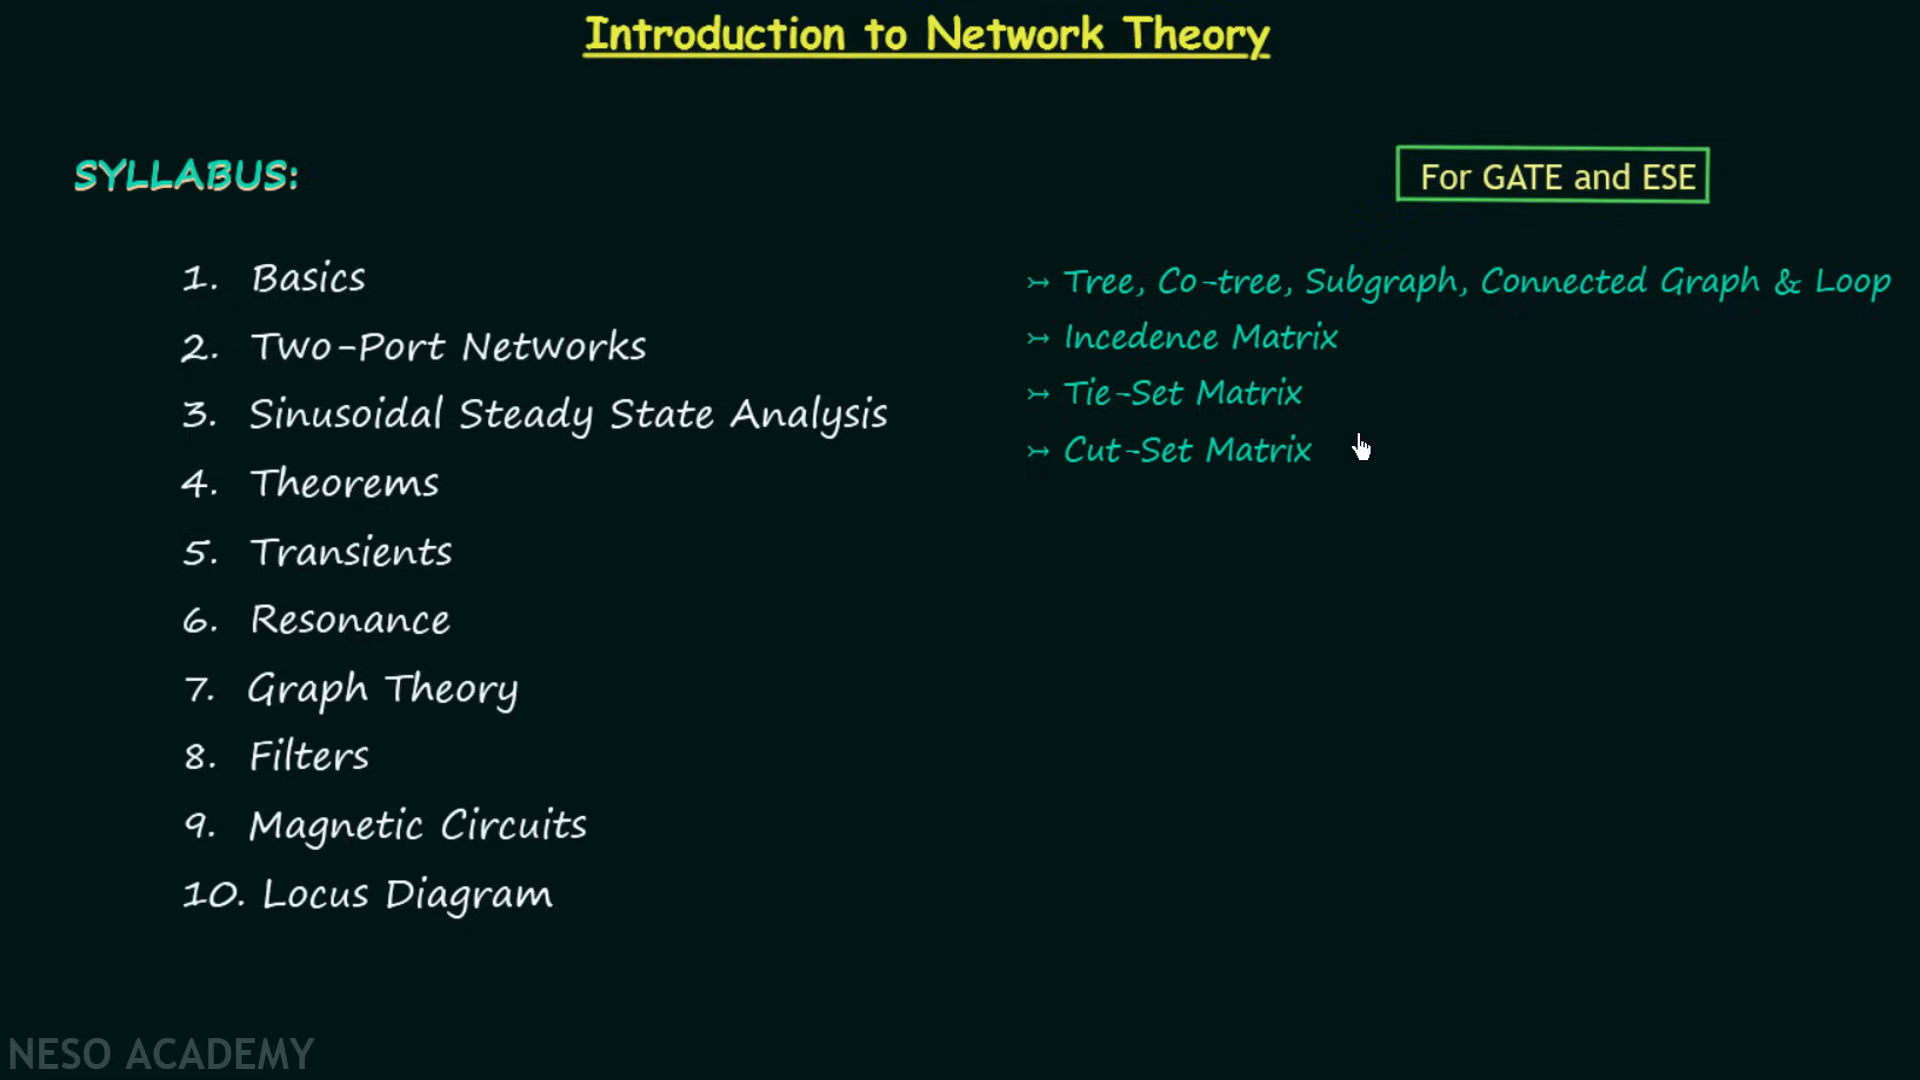 Introduction to Network Theory
SYLLABUS:
For GATE and ESE
1. Basics
2. Two-Port Networks
3. Sinusoidal Steady State Analysis
4. Theorems
5. Transients
6. Resonance
7. Graph Theory
8. Filters
9. Magnetic Circuits
10. Locus Diagram
↣ Tree, Co-tree, Subgraph, Connected Graph & Loop
↣ Incedence Matrix
↣ Tie-Set Matrix
↣ Cut-Set Matrix
NESO ACADEMY